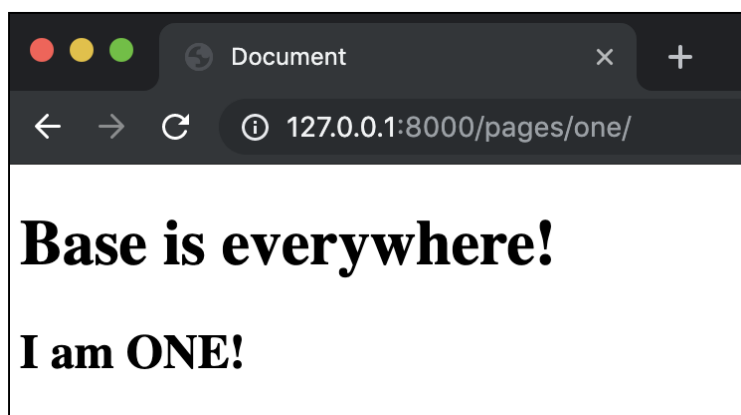 Document
127.0.0.1:8000/pages/one/
Base is everywhere!
I am ONE!